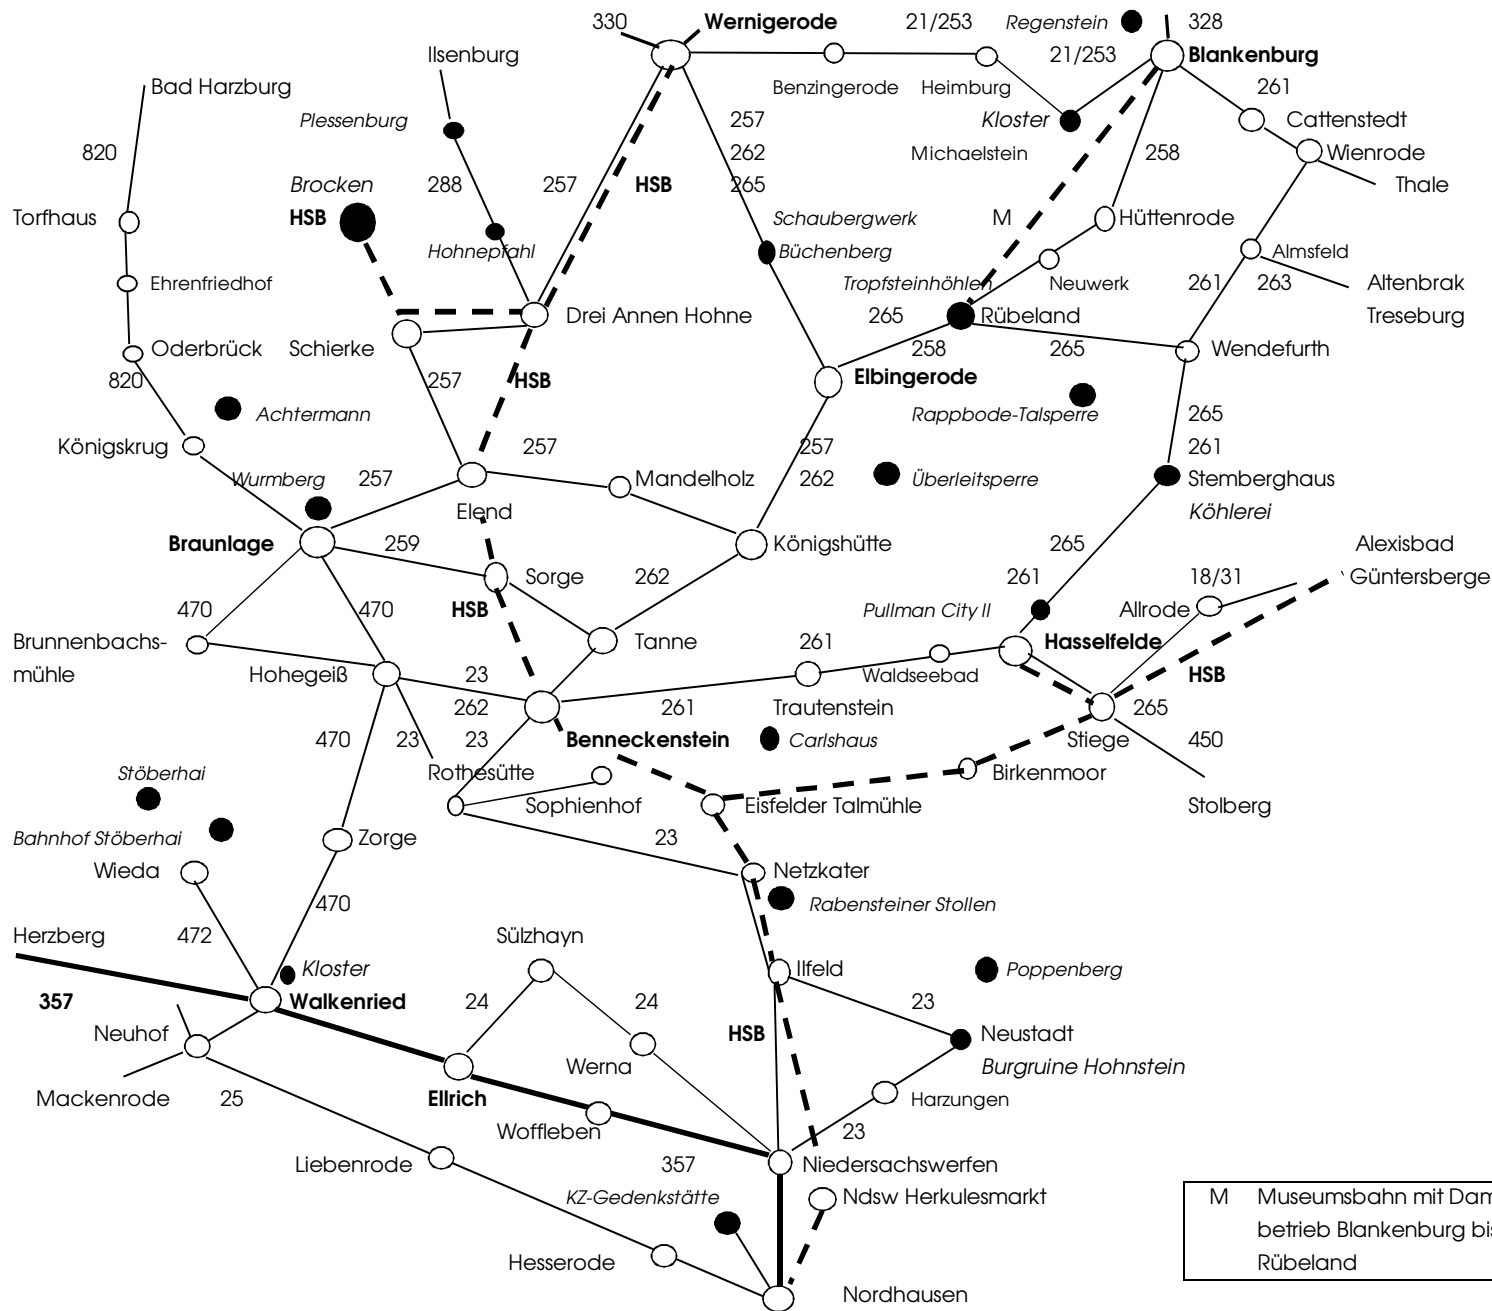 330
Wernigerode
21/253
Regenstein
328
Ilsenburg
21/253
Blankenburg
Bad Harzburg
Benzingerode
Heimburg
261
Plessenburg
257
Kloster
Cattenstedt
820
262
Michaelstein
258
Wienrode
Brocken
288
257
HSB
265
Thale
Torfhaus
HSB
Schaubergwerk
M
Hüttenrode
Hohnepfahl
Büchenberg
Almsfeld
Ehrenfriedhof
Tropfsteinhöhlen
Neuwerk
261
263
Altenbrak
Drei Annen Hohne
265
Rübeland
Treseburg
Oderbrück
Schierke
258
265
Wendefurth
820
257
HSB
Elbingerode
Achtermann
Rappbode-Talsperre
265
Königskrug
257
257
261
Wurmberg
257
Mandelholz
262
Überleitsperre
Stemberghaus
Elend
Köhlerei
Braunlage
259
Königshütte
265
Alexisbad
Sorge
262
261
18/31
Güntersberge
470
470
HSB
Pullman City II
Allrode
Brunnenbachs-
mühle
Tanne
261
Hasselfelde
Hohegeiß
23
Waldseebad
HSB
262
261
Trautenstein
265
470
23
23
Benneckenstein
Carlshaus
Stiege
450
Stöberhai
Rothesütte
Birkenmoor
Sophienhof
Eisfelder Talmühle
Stolberg
Bahnhof Stöberhai
Zorge
23
Wieda
Netzkater
470
Rabensteiner Stollen
Herzberg
472
Sülzhayn
Kloster
Ilfeld
Poppenberg
357
Walkenried
24
24
23
Neuhof
HSB
Neustadt
Werna
Burgruine Hohnstein
Mackenrode
25
Ellrich
Harzungen
Woffleben
23
Liebenrode
357
Niedersachswerfen
KZ-Gedenkstätte
Ndsw Herkulesmarkt
M Museumsbahn mit Dam
betrieb Blankenburg bis
Rübeland
Hesserode
Nordhausen